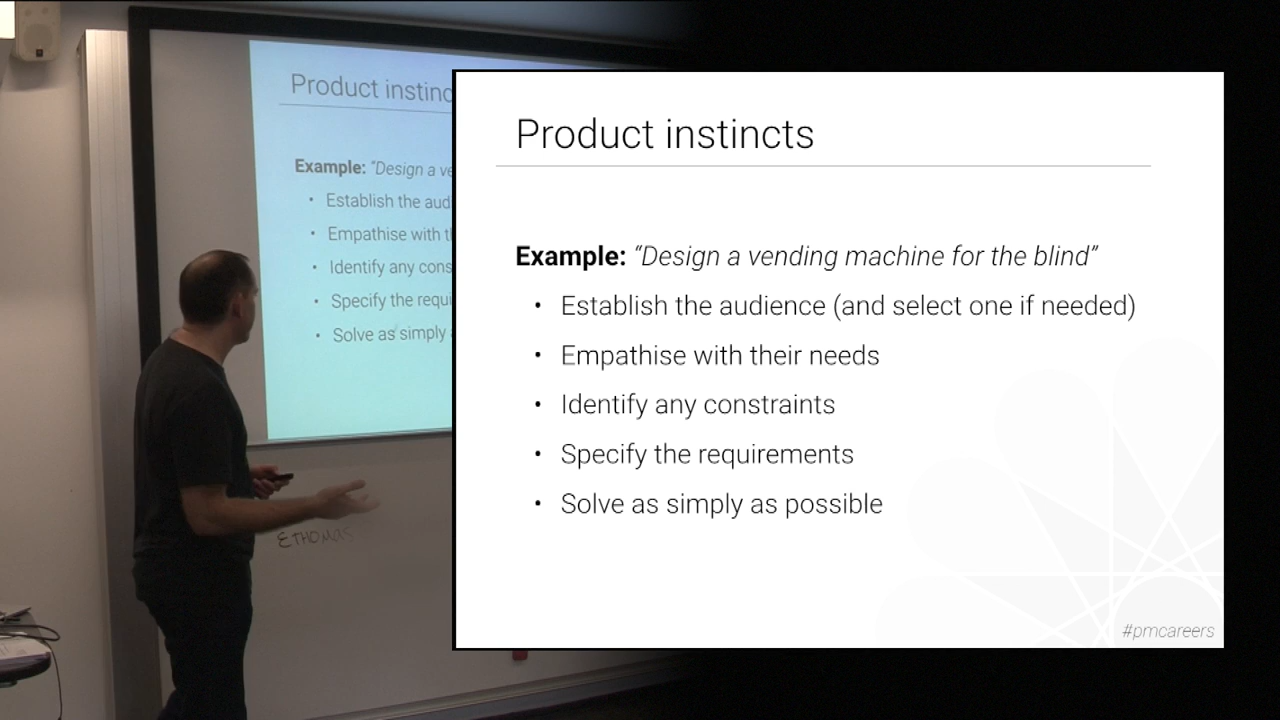 Product instinc
Example: "Design a ve
• Establish the aud
• Empathise with t
• Identify any cons
• Specify the requi
• Solve as simply
ETHOMAS
Product instincts
Example: "Design a vending machine for the blind"
• Establish the audience (and select one if needed)
• Empathise with their needs
• Identify any constraints
• Specify the requirements
• Solve as simply as possible
#pmcareers